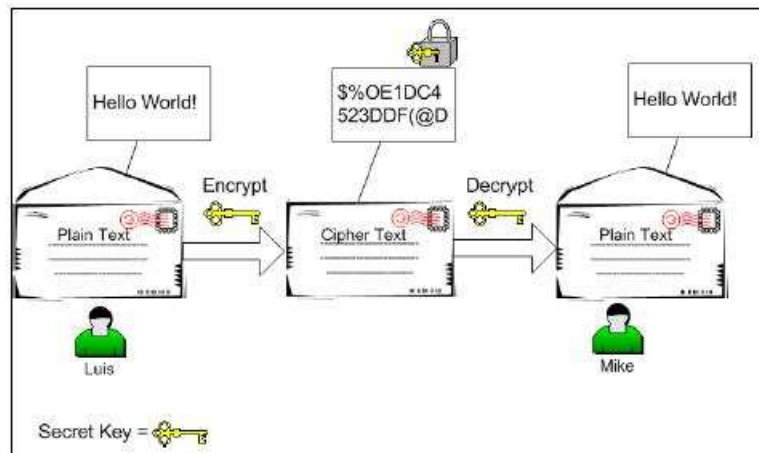 Hello World!
$%OE1DC4
523DDF(@D
Hello World!
Encrypt
Decrypt
Plain Text
Cipher Text
Plain Text
Luis
Mike
Secret Key =